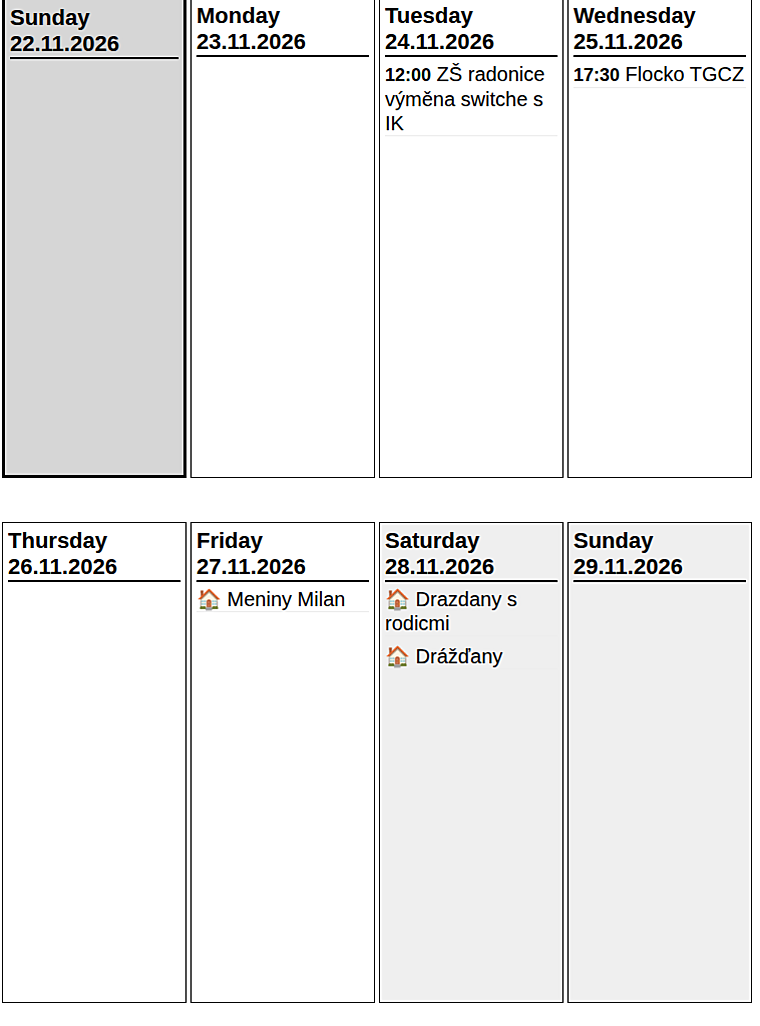 Sunday
22.11.2026
Monday
23.11.2026
Tuesday
24.11.2026
12:00 ZŠ radonice
výměna switche s
IK
Wednesday
25.11.2026
17:30 Flocko TGCZ
Thursday
26.11.2026
Friday
27.11.2026
🏠 Meniny Milan
Saturday
28.11.2026
🏠 Drazdany s
rodicmi
🏠 Drážďany
Sunday
29.11.2026